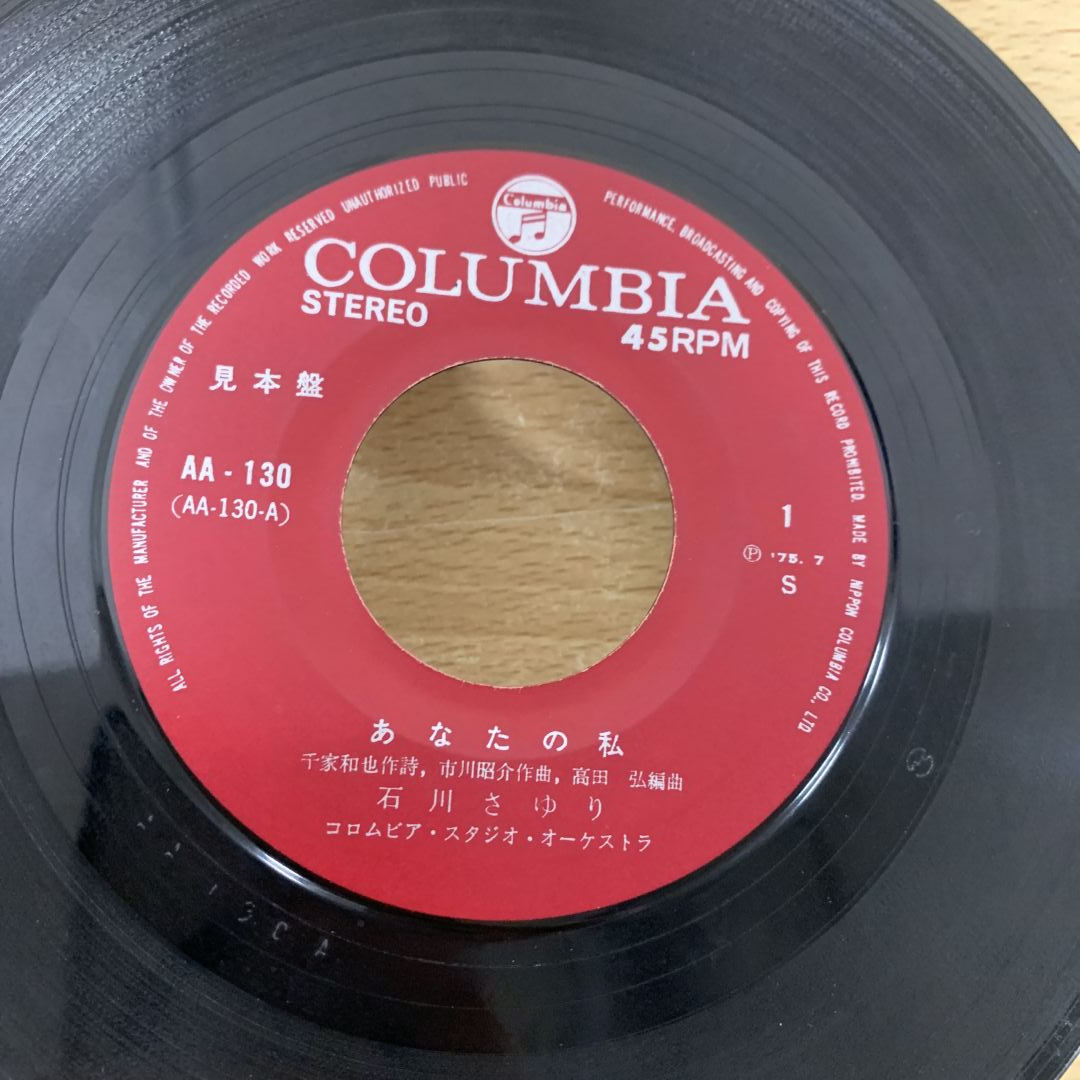 ALL RIGHTS OF THE MANUFACTURER AND OF THE OWNER OF THE RECORDED WORK RESERVED UNAUTHORIZED PUBLIC PERFORMANCE, BROADCASTING AND COPYING OF THIS RECORD PROHIBITED. MADE BY NIPPON COLUMBIA CO., LTD
Columbia
COLUMBIA
STEREO
45RPM
見本盤
AA-130
(AA-130-A)
1
Ⓟ '75. 7
S
あなたの私
千家和也作詩, 市川昭介作曲, 高田 弘編曲
石川さゆり
コロムビア・スタジオ・オーケストラ